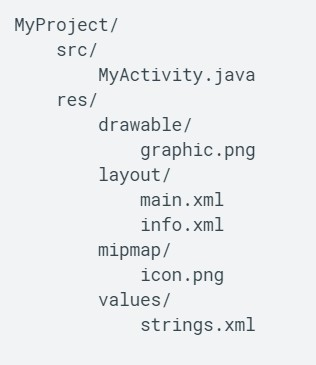 MyProject/
    src/
        MyActivity.java
    res/
        drawable/
            graphic.png
        layout/
            main.xml
            info.xml
        mipmap/
            icon.png
        values/
            strings.xml